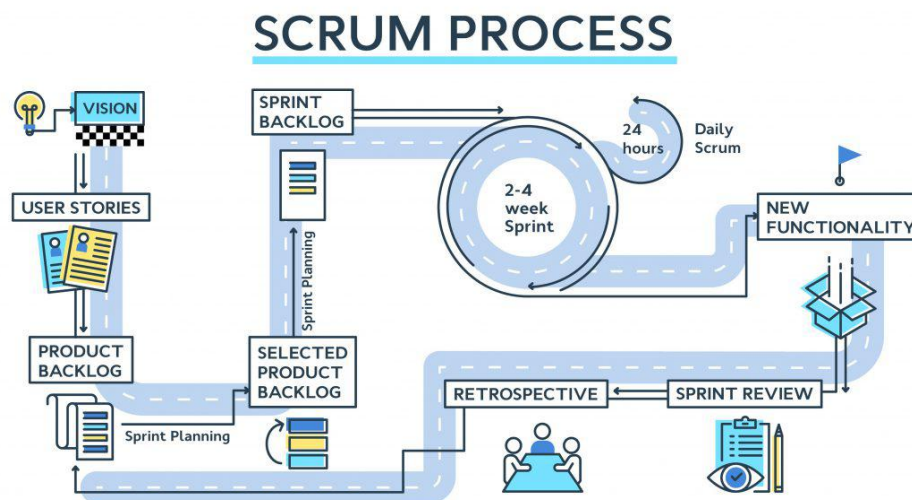 SCRUM PROCESS
VISION
USER STORIES
PRODUCT
BACKLOG
Sprint Planning
SELECTED
PRODUCT
BACKLOG
Sprint Planning
SPRINT
BACKLOG
2-4
week
Sprint
24
hours
Daily
Scrum
NEW
FUNCTIONALITY
SPRINT REVIEW
RETROSPECTIVE